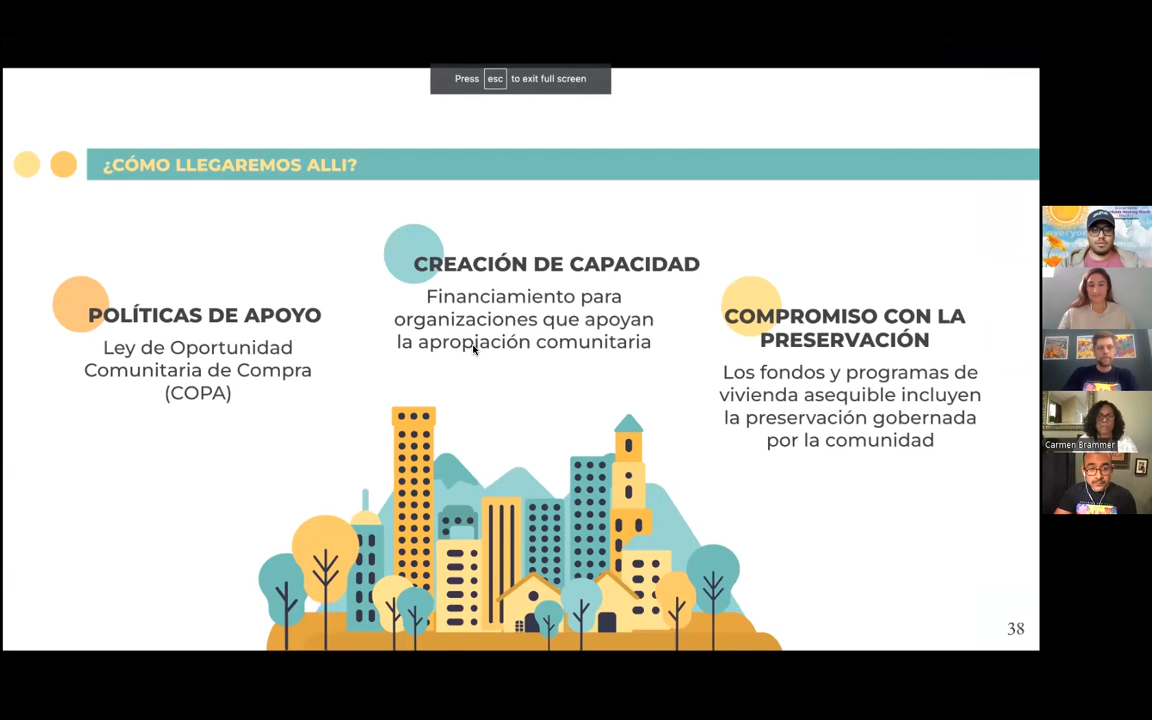 Press esc to exit full screen
¿CÓMO LLEGAREMOS ALLI?
POLÍTICAS DE APOYO
Ley de Oportunidad
Comunitaria de Compra
(COPA)
CREACIÓN DE CAPACIDAD
Financiamiento para
organizaciones que apoyan
la apropiación comunitaria
COMPROMISO CON LA
PRESERVACIÓN
Los fondos y programas de
vivienda asequible incluyen
la preservación gobernada
por la comunidad
38
Carmen Brammer